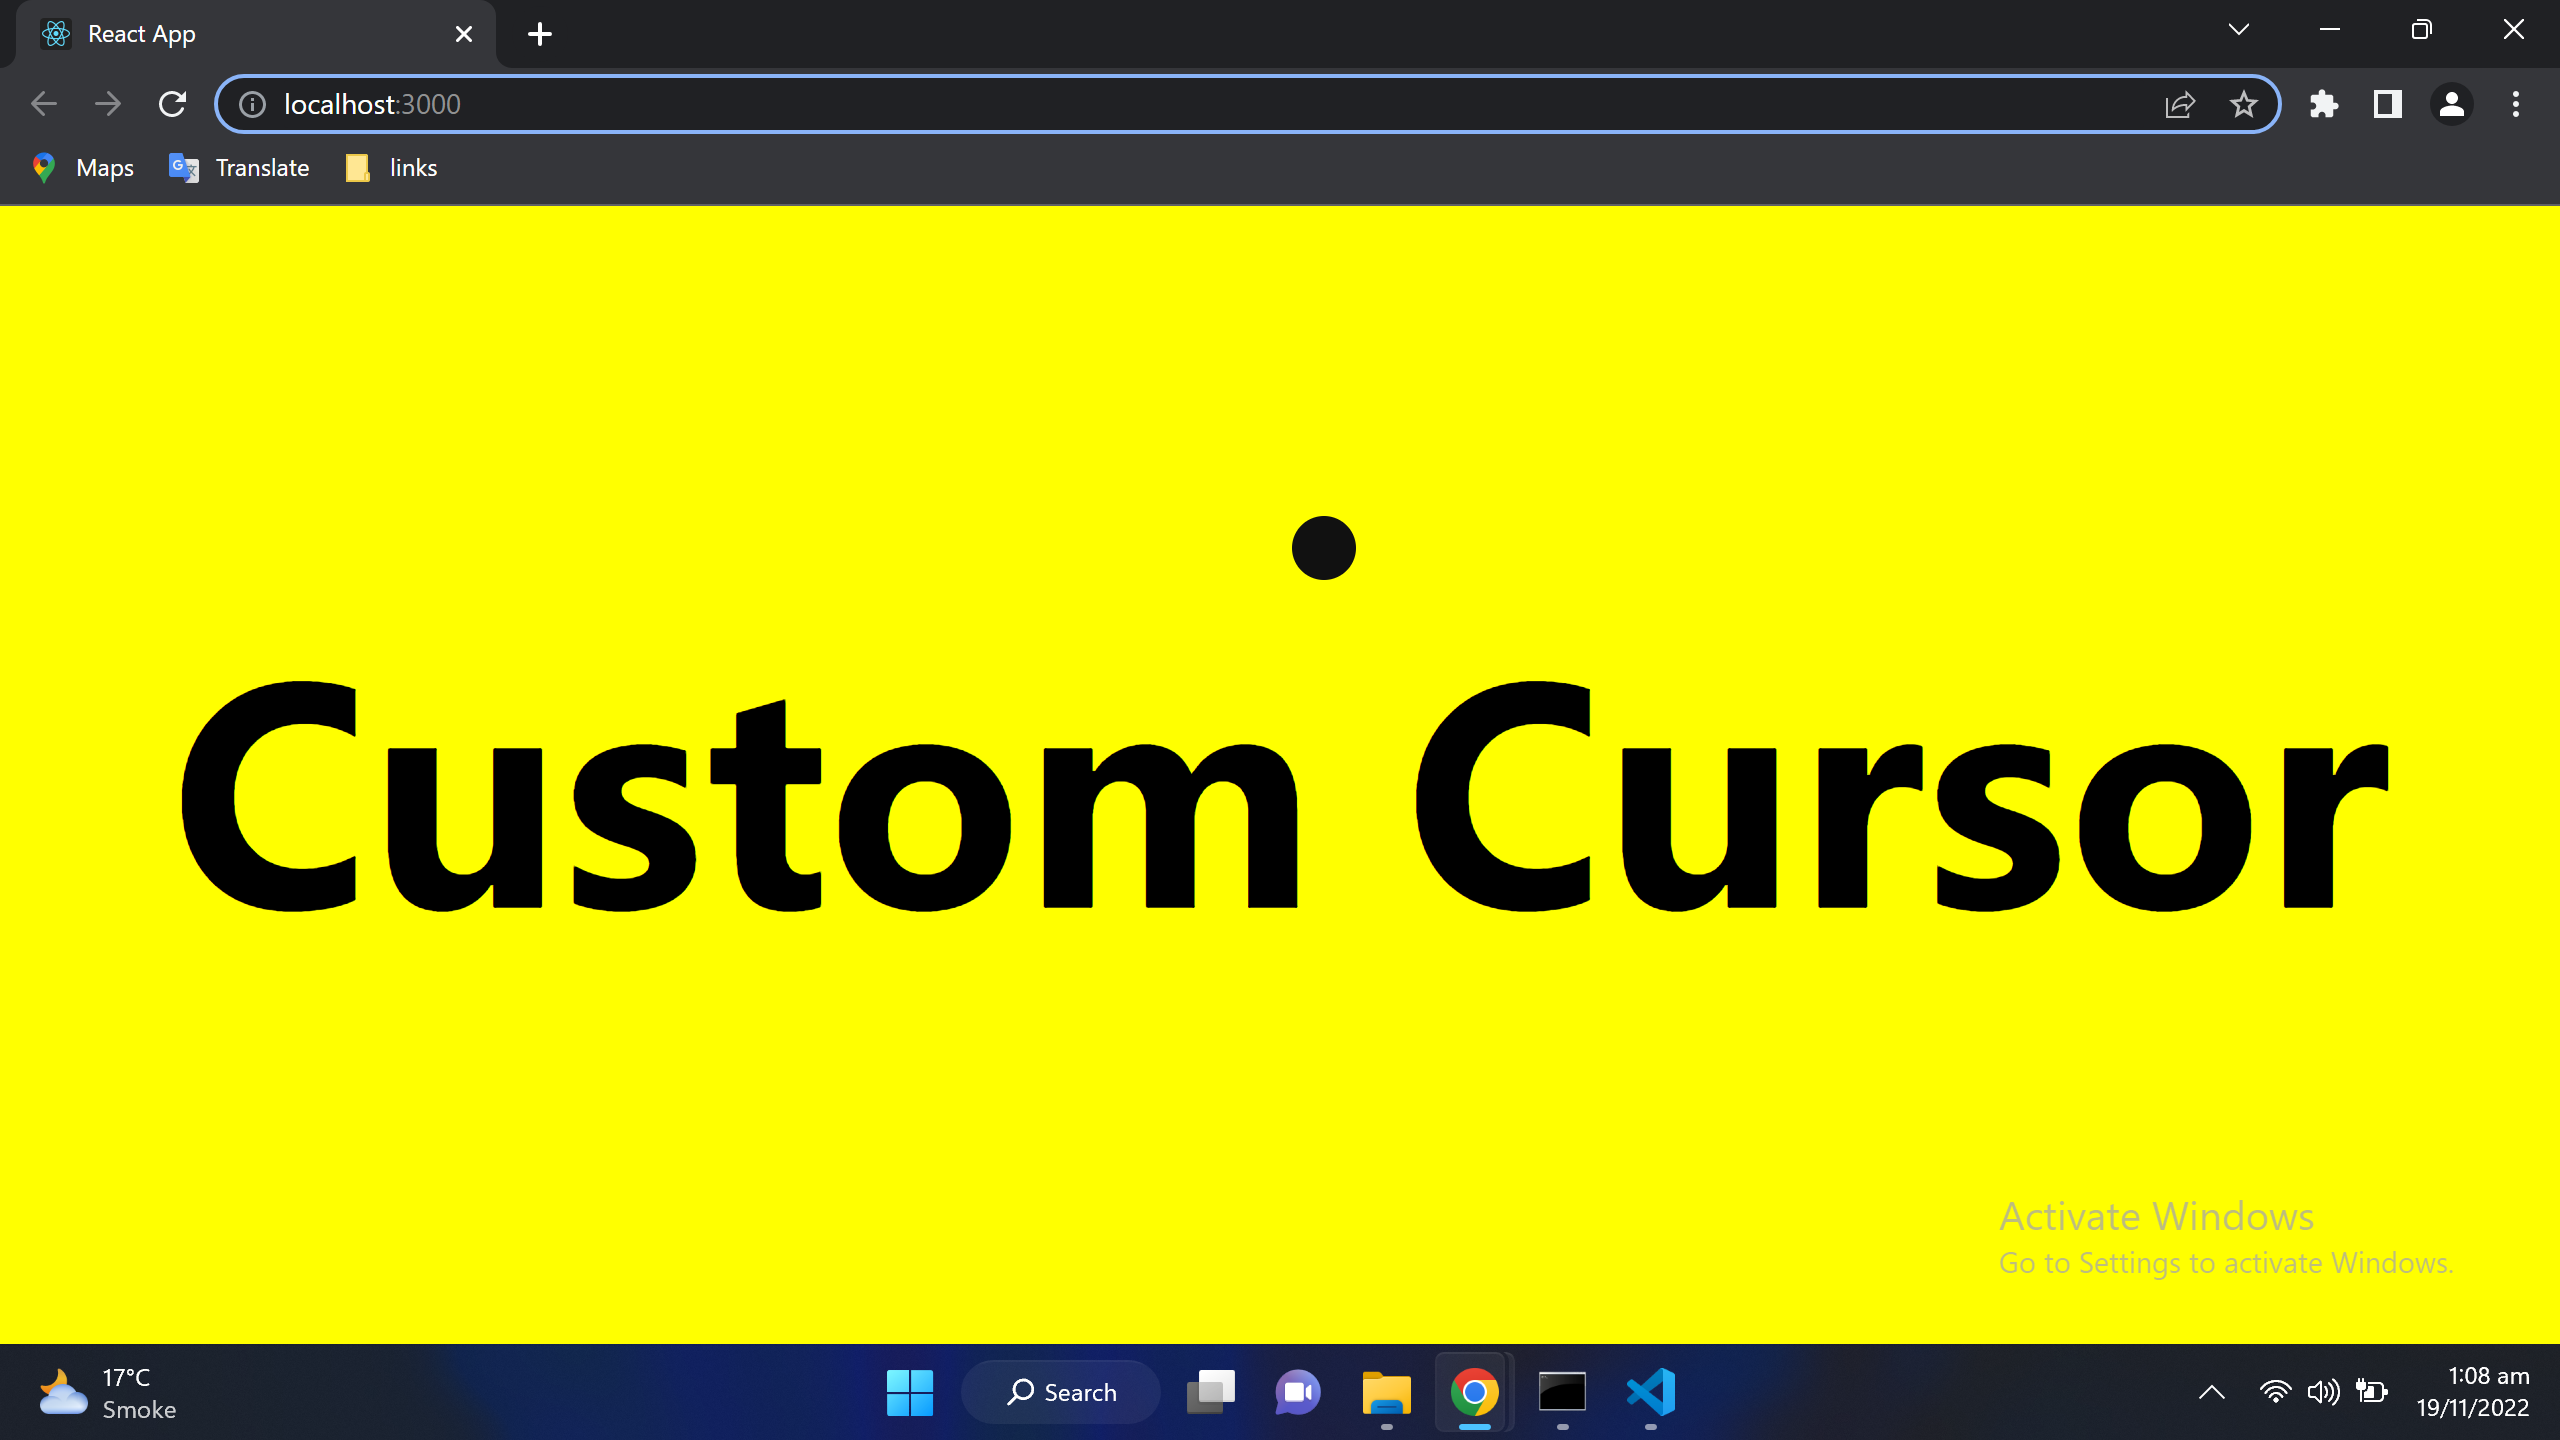 React App
localhost:3000
Maps Translate links
Custom Cursor
Activate Windows
Go to Settings to activate Windows.
17°C
Smoke
Search
1:08 am
19/11/2022